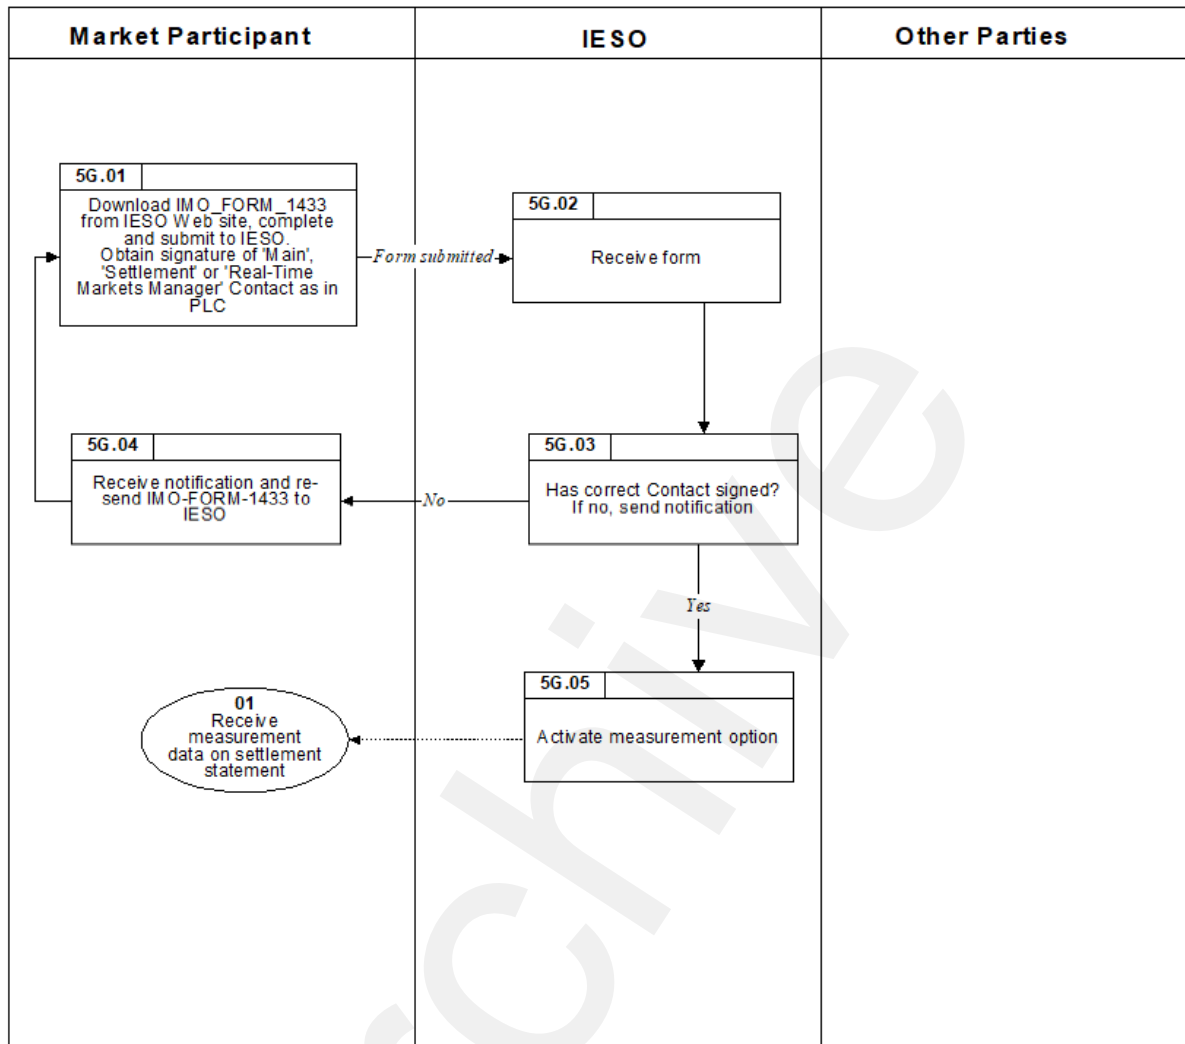 Market Participant
IESO
Other Parties
5G.01
Download IMO_FORM_1433
from IESO Web site, complete
and submit to IESO.
Obtain signature of 'Main',
'Settlement' or 'Real-Time
Markets Manager' Contact as in
PLC
Form submitted
5G.02
Receive form
5G.04
Receive notification and re-
send IMO-FORM-1433 to
IESO
No
5G.03
Has correct Contact signed?
If no, send notification
Yes
5G.05
Activate measurement option
01
Receive
measurement
data on settlement
statement
chive